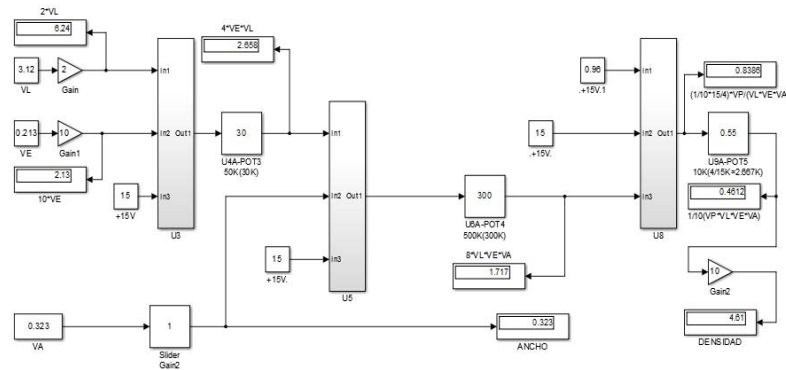 2*VL
6.24
3.12
VL
2
Gain
0.213
VE
10
Gain1
2.13
10*VE
15
+15V
In1
In2
Out1
In3
U3
4*VE*VL
2.658
30
U4A-POT3
50K(30K)
In1
In2
Out1
In3
U5
15
+15V.
0.323
VA
1
Slider
Gain2
300
U6A-POT4
500K(300K)
8*VL*VE*VA
1.717
0.323
ANCHO
0.96
.+15V.1
15
.+15V.
In1
In2
Out1
In3
U8
0.8386
(1/10*15/4)*VP/(VL*VE*VA
0.55
U9A-POT5
10K(4/15K=2.667K)
0.4612
1/10(VP*VL*VE*VA)
10
Gain2
4.61
DENSIDAD